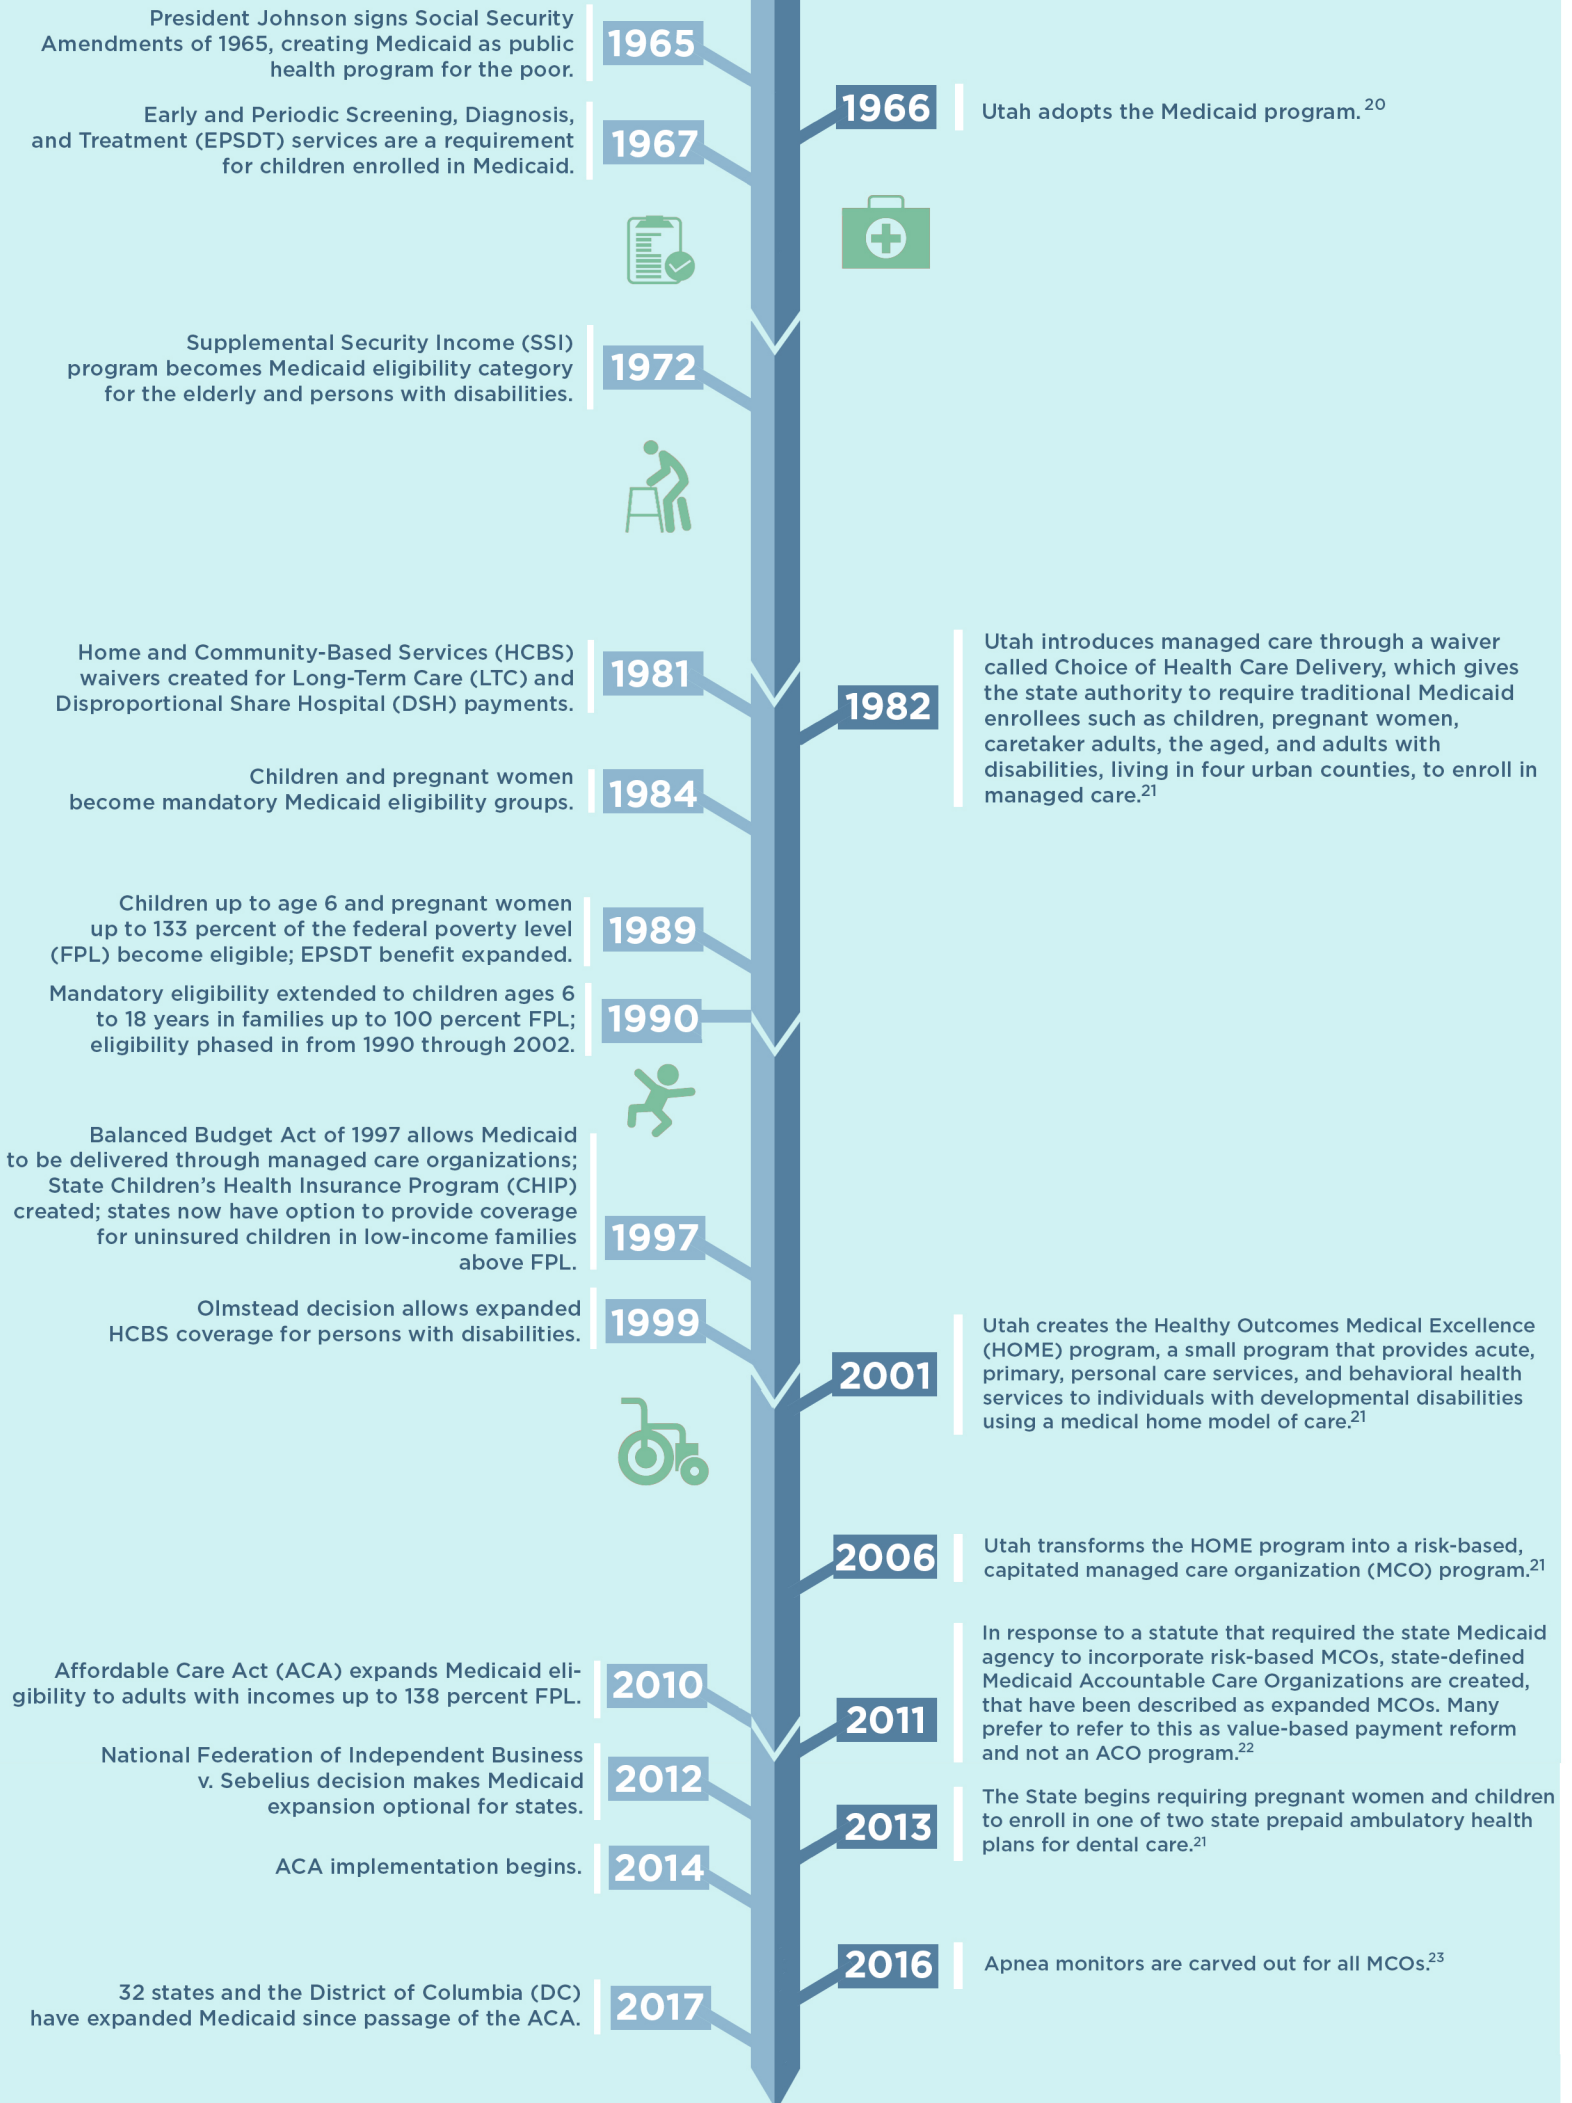 President Johnson signs Social Security
Amendments of 1965, creating Medicaid as public
health program for the poor.
1965
1966
Utah adopts the Medicaid program. 20
Early and Periodic Screening, Diagnosis,
and Treatment (EPSDT) services are a requirement
for children enrolled in Medicaid.
1967
Supplemental Security Income (SSI)
program becomes Medicaid eligibility category
for the elderly and persons with disabilities.
1972
Home and Community-Based Services (HCBS)
waivers created for Long-Term Care (LTC) and
Disproportional Share Hospital (DSH) payments.
1981
1982
Utah introduces managed care through a waiver
called Choice of Health Care Delivery, which gives
the state authority to require traditional Medicaid
enrollees such as children, pregnant women,
caretaker adults, the aged, and adults with
disabilities, living in four urban counties, to enroll in
managed care.21
Children and pregnant women
become mandatory Medicaid eligibility groups.
1984
Children up to age 6 and pregnant women
up to 133 percent of the federal poverty level
(FPL) become eligible; EPSDT benefit expanded.
1989
Mandatory eligibility extended to children ages 6
to 18 years in families up to 100 percent FPL;
eligibility phased in from 1990 through 2002.
1990
Balanced Budget Act of 1997 allows Medicaid
to be delivered through managed care organizations;
State Children's Health Insurance Program (CHIP)
created; states now have option to provide coverage
for uninsured children in low-income families
above FPL.
1997
Olmstead decision allows expanded
HCBS coverage for persons with disabilities.
1999
2001
Utah creates the Healthy Outcomes Medical Excellence
(HOME) program, a small program that provides acute,
primary, personal care services, and behavioral health
services to individuals with developmental disabilities
using a medical home model of care.21
2006
Utah transforms the HOME program into a risk-based,
capitated managed care organization (MCO) program.21
Affordable Care Act (ACA) expands Medicaid eli-
gibility to adults with incomes up to 138 percent FPL.
2010
2011
In response to a statute that required the state Medicaid
agency to incorporate risk-based MCOs, state-defined
Medicaid Accountable Care Organizations are created,
that have been described as expanded MCOs. Many
prefer to refer to this as value-based payment reform
and not an ACO program.22
National Federation of Independent Business
v. Sebelius decision makes Medicaid
expansion optional for states.
2012
2013
The State begins requiring pregnant women and children
to enroll in one of two state prepaid ambulatory health
plans for dental care.21
ACA implementation begins.
2014
2016
Apnea monitors are carved out for all MCOs.23
32 states and the District of Columbia (DC)
have expanded Medicaid since passage of the ACA.
2017